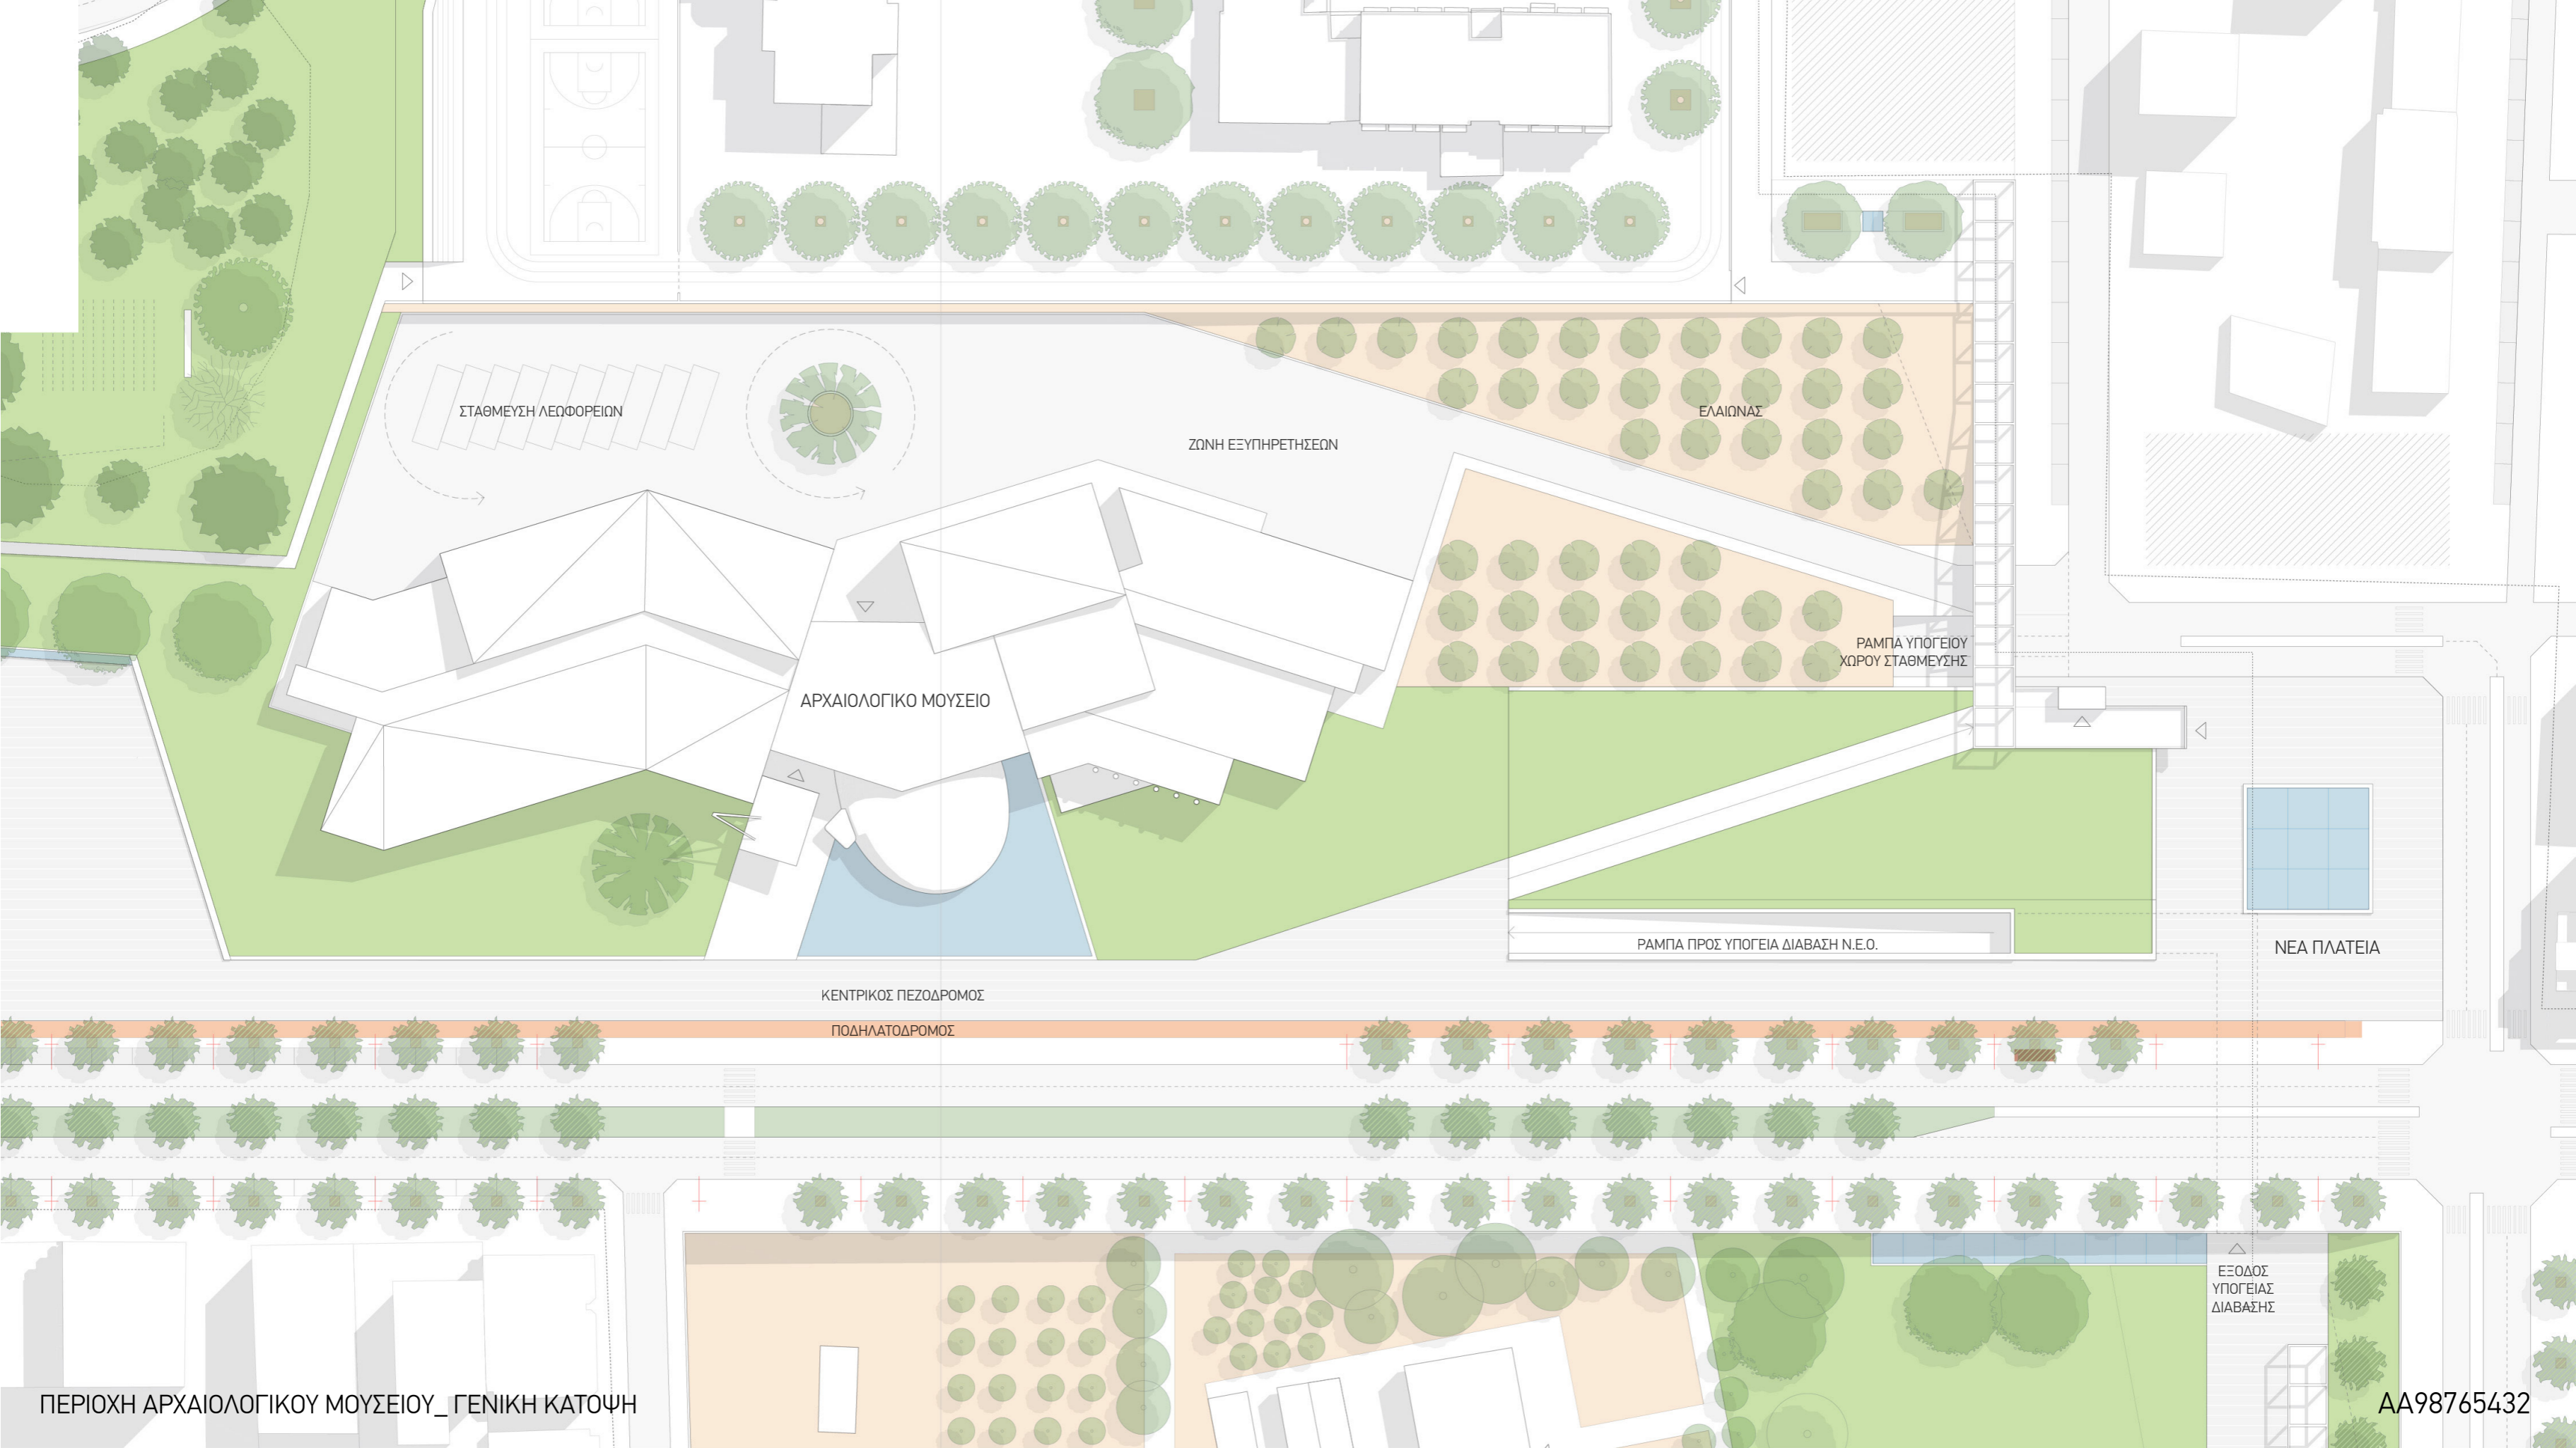 ΣΤΑΘΜΕΥΣΗ ΛΕΩΦΟΡΕΙΩΝ
ΕΛΑΙΩΝΑΣ
ΖΩΝΗ ΕΞΥΠΗΡΕΤΗΣΕΩΝ
ΡΑΜΠΑ ΥΠΟΓΕΙΟΥ
ΧΩΡΟΥ ΣΤΑΘΜΕΥΣΗΣ
ΑΡΧΑΙΟΛΟΓΙΚΟ ΜΟΥΣΕΙΟ
ΡΑΜΠΑ ΠΡΟΣ ΥΠΟΓΕΙΑ ΔΙΑΒΑΣΗ Ν.Ε.Ο.
ΝΕΑ ΠΛΑΤΕΙΑ
ΚΕΝΤΡΙΚΟΣ ΠΕΖΟΔΡΟΜΟΣ
ΠΟΔΗΛΑΤΟΔΡΟΜΟΣ
ΕΞΟΔΟΣ
ΥΠΟΓΕΙΑΣ
ΔΙΑΒΑΣΗΣ
ΠΕΡΙΟΧΗ ΑΡΧΑΙΟΛΟΓΙΚΟΥ ΜΟΥΣΕΙΟΥ_ ΓΕΝΙΚΗ ΚΑΤΟΨΗ
AA98765432